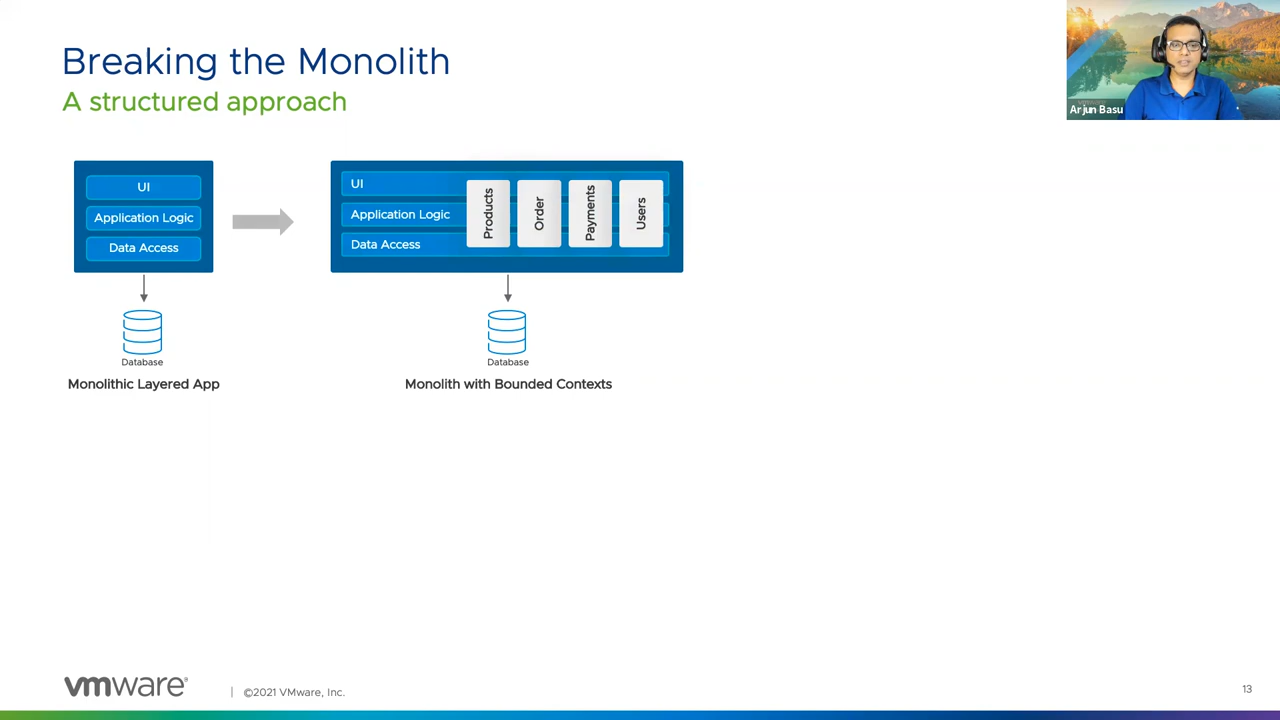 Breaking the Monolith
A structured approach
Arjun Basu
UI
Application Logic
Data Access
Database
Monolithic Layered App
UI
Application Logic
Data Access
Products
Order
Payments
Users
Database
Monolith with Bounded Contexts
vmware®
©2021 VMware, Inc.
13